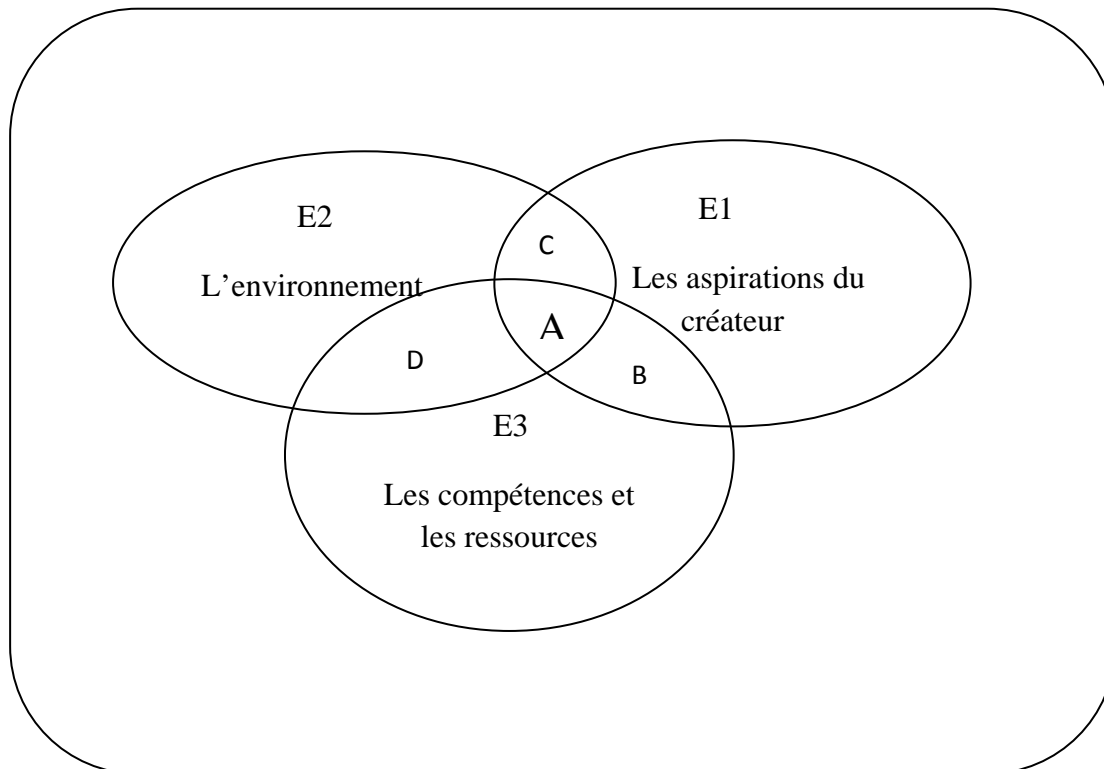 E2
E1
C
L’environnement
Les aspirations du
créateur
A
D
B
E3
Les compétences et
les ressources